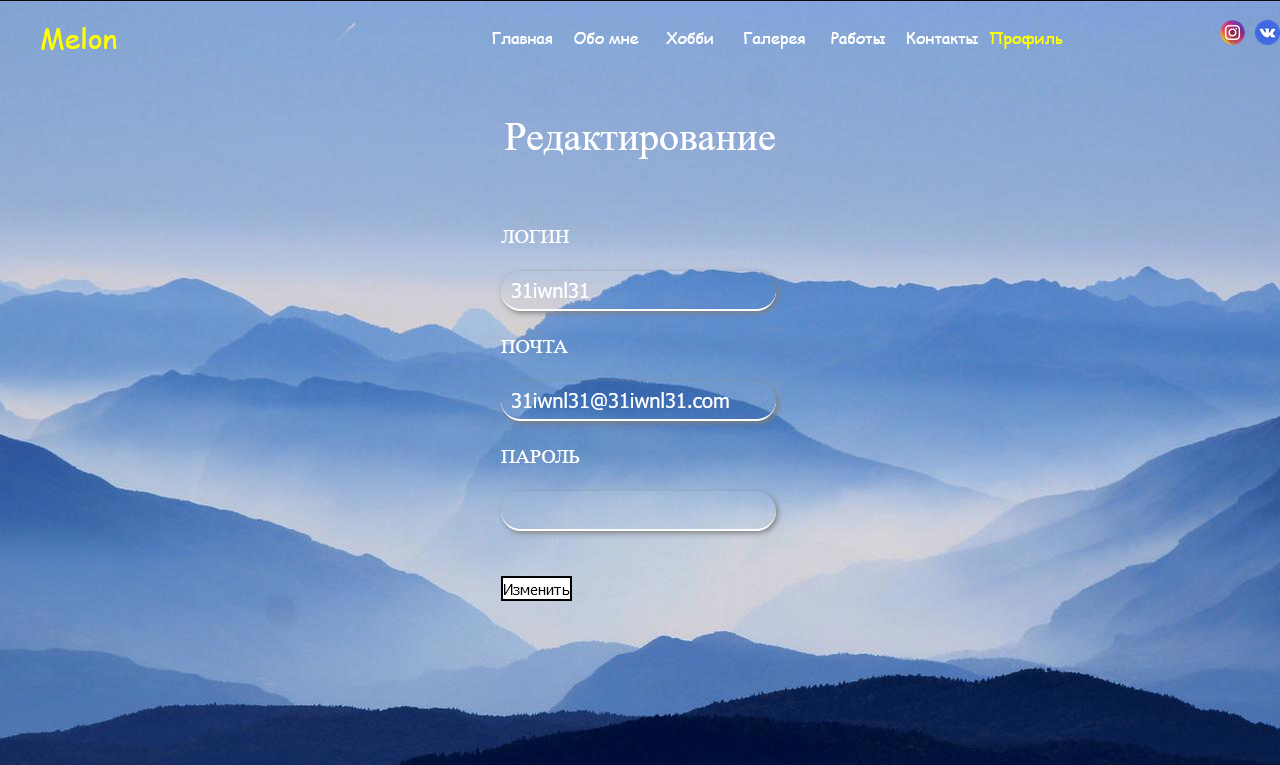 Melon
Главная Обо мне Хобби Галерея Работы Контакты Профиль
Редактирование
ЛОГИН
31iwnl31
ПОЧТА
31iwnl31@31iwnl31.com
ПАРОЛЬ
Изменить